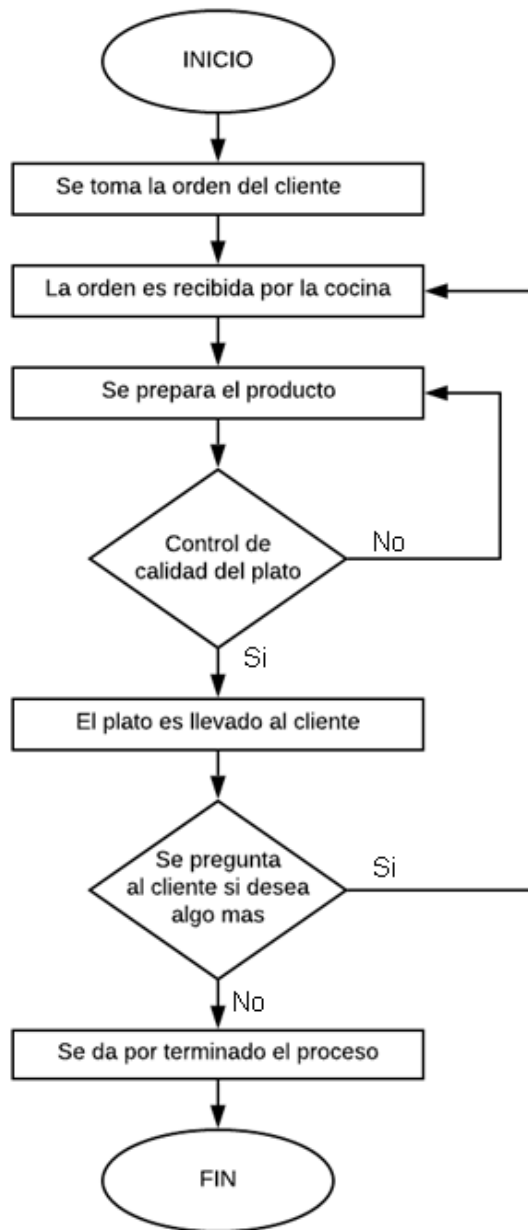 INICIO
Se toma la orden del cliente
La orden es recibida por la cocina
Se prepara el producto
Control de
calidad del plato
No
Si
El plato es llevado al cliente
Se pregunta
al cliente si desea
algo mas
Si
No
Se da por terminado el proceso
FIN